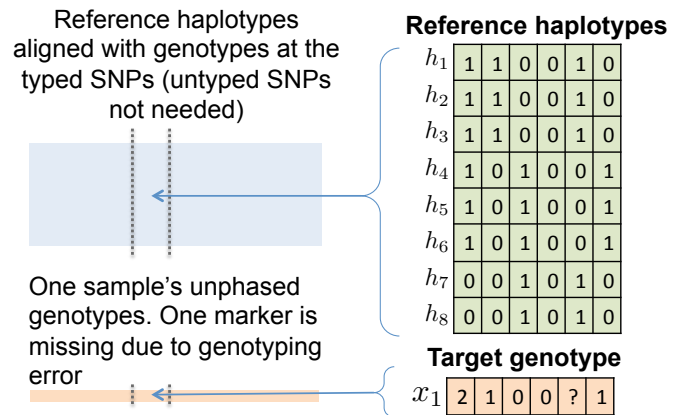 Reference haplotypes
aligned with genotypes at the
typed SNPs (untyped SNPs
not needed)
One sample's unphased
genotypes. One marker is
missing due to genotyping
error
Reference haplotypes
h1 1 1 0 0 1 0
h2 1 1 0 0 1 0
h3 1 1 0 0 1 0
h4 1 0 1 0 0 1
h5 1 0 1 0 0 1
h6 1 0 1 0 0 1
h7 0 0 1 0 1 0
h8 0 0 1 0 1 0
Target genotype
x1 2 1 0 0 ? 1